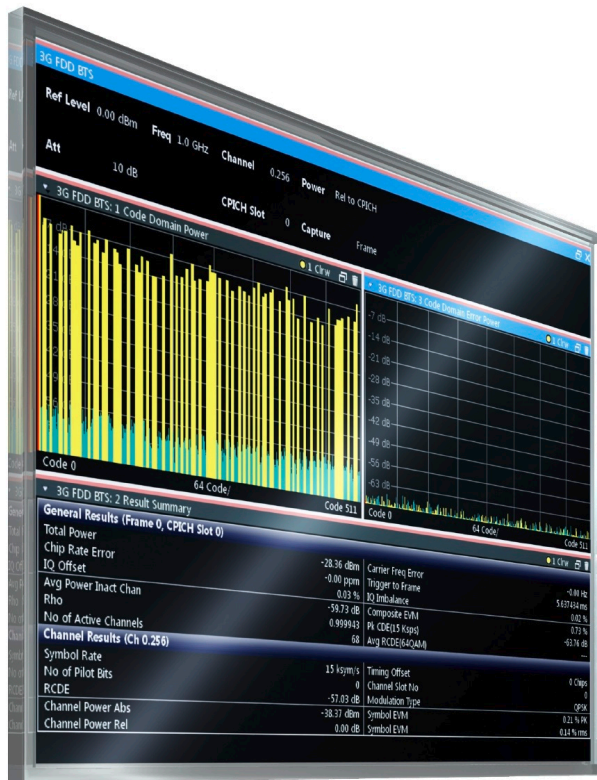 3G FDD BTS
Ref Level 0.00 dBm Freq 1.0 GHz Channel 0.256 Power Rel to CPICH
Att 10 dB CPICH Slot 0 Capture Frame
3G FDD BTS: 1 Code Domain Power 1 Clrw
Code 0 64 Code/ Code 511
3G FDD BTS: 3 Code Domain Error Power 1 Clrw
-7 dB
-14 dB
-21 dB
-28 dB
-35 dB
-42 dB
-49 dB
-56 dB
-63 dB
Code 0 64 Code/ Code 511
3G FDD BTS: 2 Result Summary 1 Clrw
General Results (Frame 0, CPICH Slot 0)
Total Power -28.36 dBm Carrier Freq Error -0.00 Hz
Chip Rate Error -0.00 ppm Trigger to Frame 5.637434 ms
IQ Offset 0.03 % IQ Imbalance 0.02 %
Avg Power Inact Chan -59.73 dB Composite EVM 0.73 %
Rho 0.999943 Pk CDE(15 Ksps) -63.76 dB
No of Active Channels 68 Avg RCDE(64QAM) ---
Channel Results (Ch 0.256)
Symbol Rate 15 ksym/s Timing Offset 0 Chips
No of Pilot Bits 0 Channel Slot No 0
RCDE -57.03 dB Modulation Type QPSK
Channel Power Abs -38.37 dBm Symbol EVM 0.21 % PK
Channel Power Rel 0.00 dB Symbol EVM 0.14 % rms